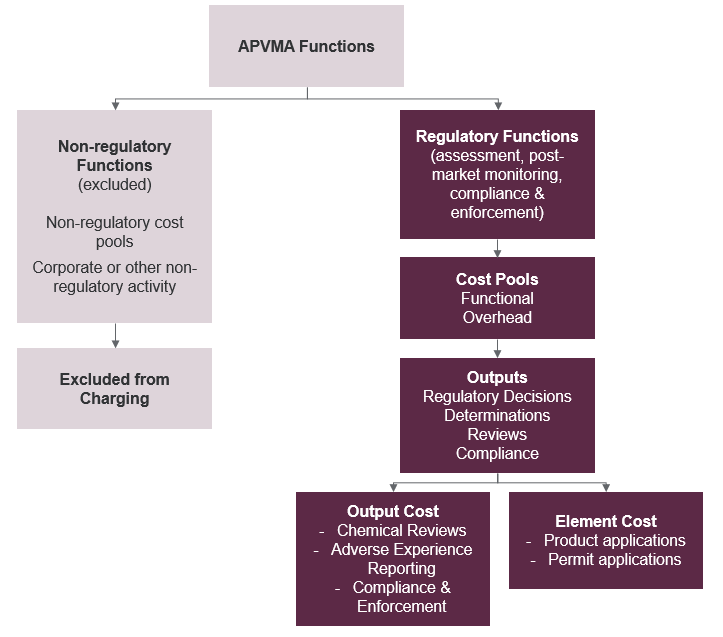 APVMA Functions
Non-regulatory
Functions
(excluded)
Non-regulatory cost
pools
Corporate or other non-
regulatory activity
Excluded from
Charging
Regulatory Functions
(assessment, post-
market monitoring,
compliance &
enforcement)
Cost Pools
Functional
Overhead
Outputs
Regulatory Decisions
Determinations
Reviews
Compliance
Output Cost
- Chemical Reviews
- Adverse Experience
Reporting
- Compliance &
Enforcement
Element Cost
- Product applications
- Permit applications